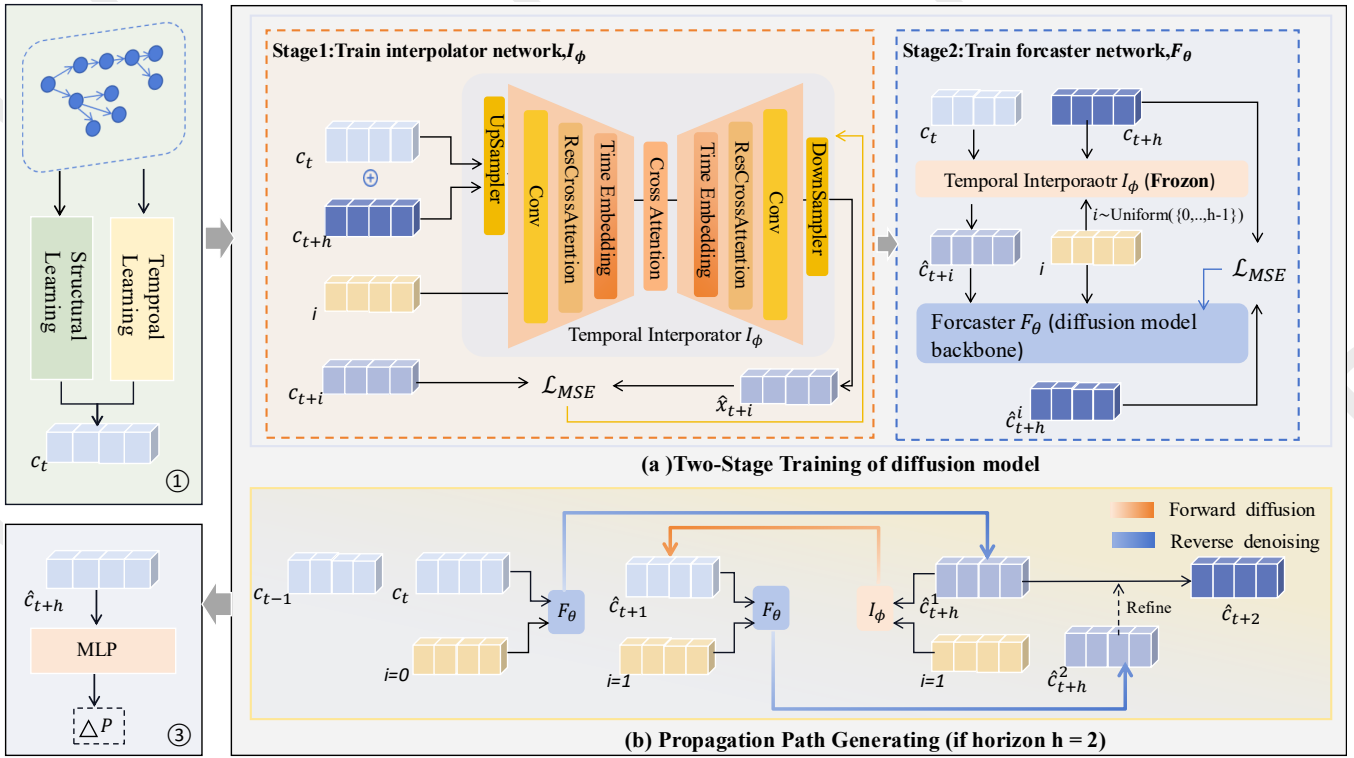 Structural
Learning
Temproal
Learning
c_t
①
ĉ_{t+h}
MLP
△P
③
Stage1:Train interpolator network,I_ϕ
c_t
⊕
c_{t+h}
i
c_{t+i}
UpSampler
Conv
ResCrossAttention
Time Embedding
Cross Attention
Time Embedding
ResCrossAttention
Conv
DownSampler
Temporal Interporator I_ϕ
ℒ_{MSE}
x̂_{t+i}
Stage2:Train forcaster network,F_θ
c_t
c_{t+h}
Temporal Interporaotr I_ϕ (Frozon)
i~Uniform({0,..,h-1})
ĉ_{t+i}
i
ℒ_{MSE}
Forcaster F_θ (diffusion model
backbone)
ĉ^i_{t+h}
(a )Two-Stage Training of diffusion model
Forward diffusion
Reverse denoising
c_{t−1}
c_t
F_θ
i=0
ĉ_{t+1}
F_θ
i=1
I_ϕ
ĉ^1_{t+h}
i=1
Refine
ĉ^2_{t+h}
ĉ_{t+2}
(b) Propagation Path Generating (if horizon h = 2)